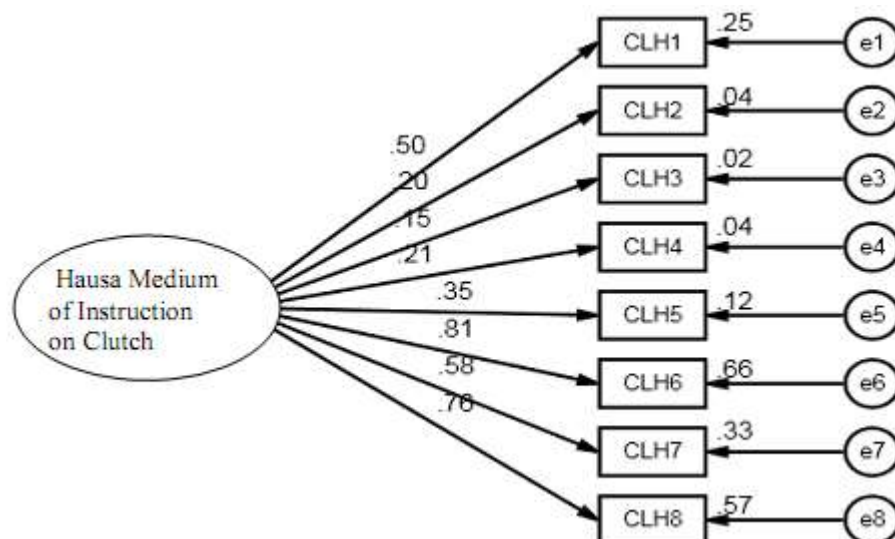 .25
CLH1
e1
.04
CLH2
e2
.50
.02
CLH3
e3
.20
.15
.04
CLH4
e4
.21
Hausa Medium
of Instruction
on Clutch
.35
.12
CLH5
e5
.81
.66
CLH6
e6
.58
.76
.33
CLH7
e7
.57
CLH8
e8